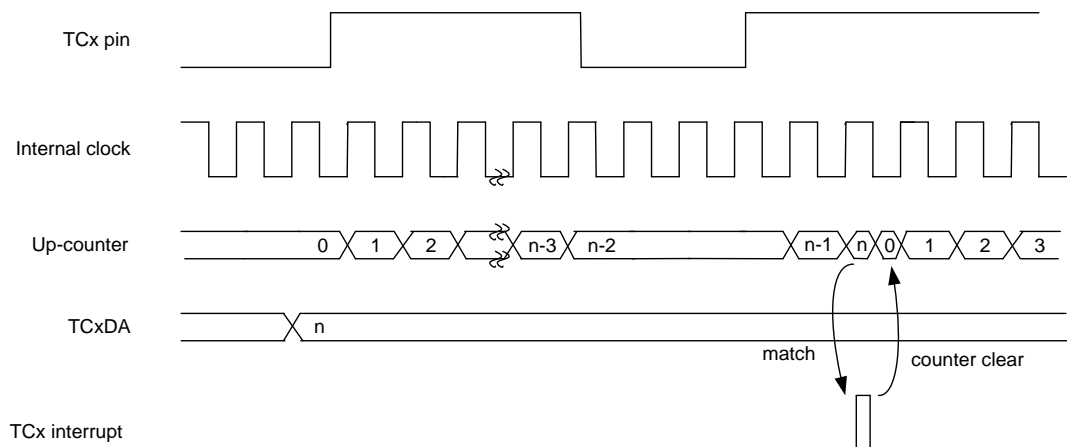 TCx pin
Internal clock
Up-counter
0 1 2 n-3 n-2 n-1 n 0 1 2 3
TCxDA
n
match
counter clear
TCx interrupt